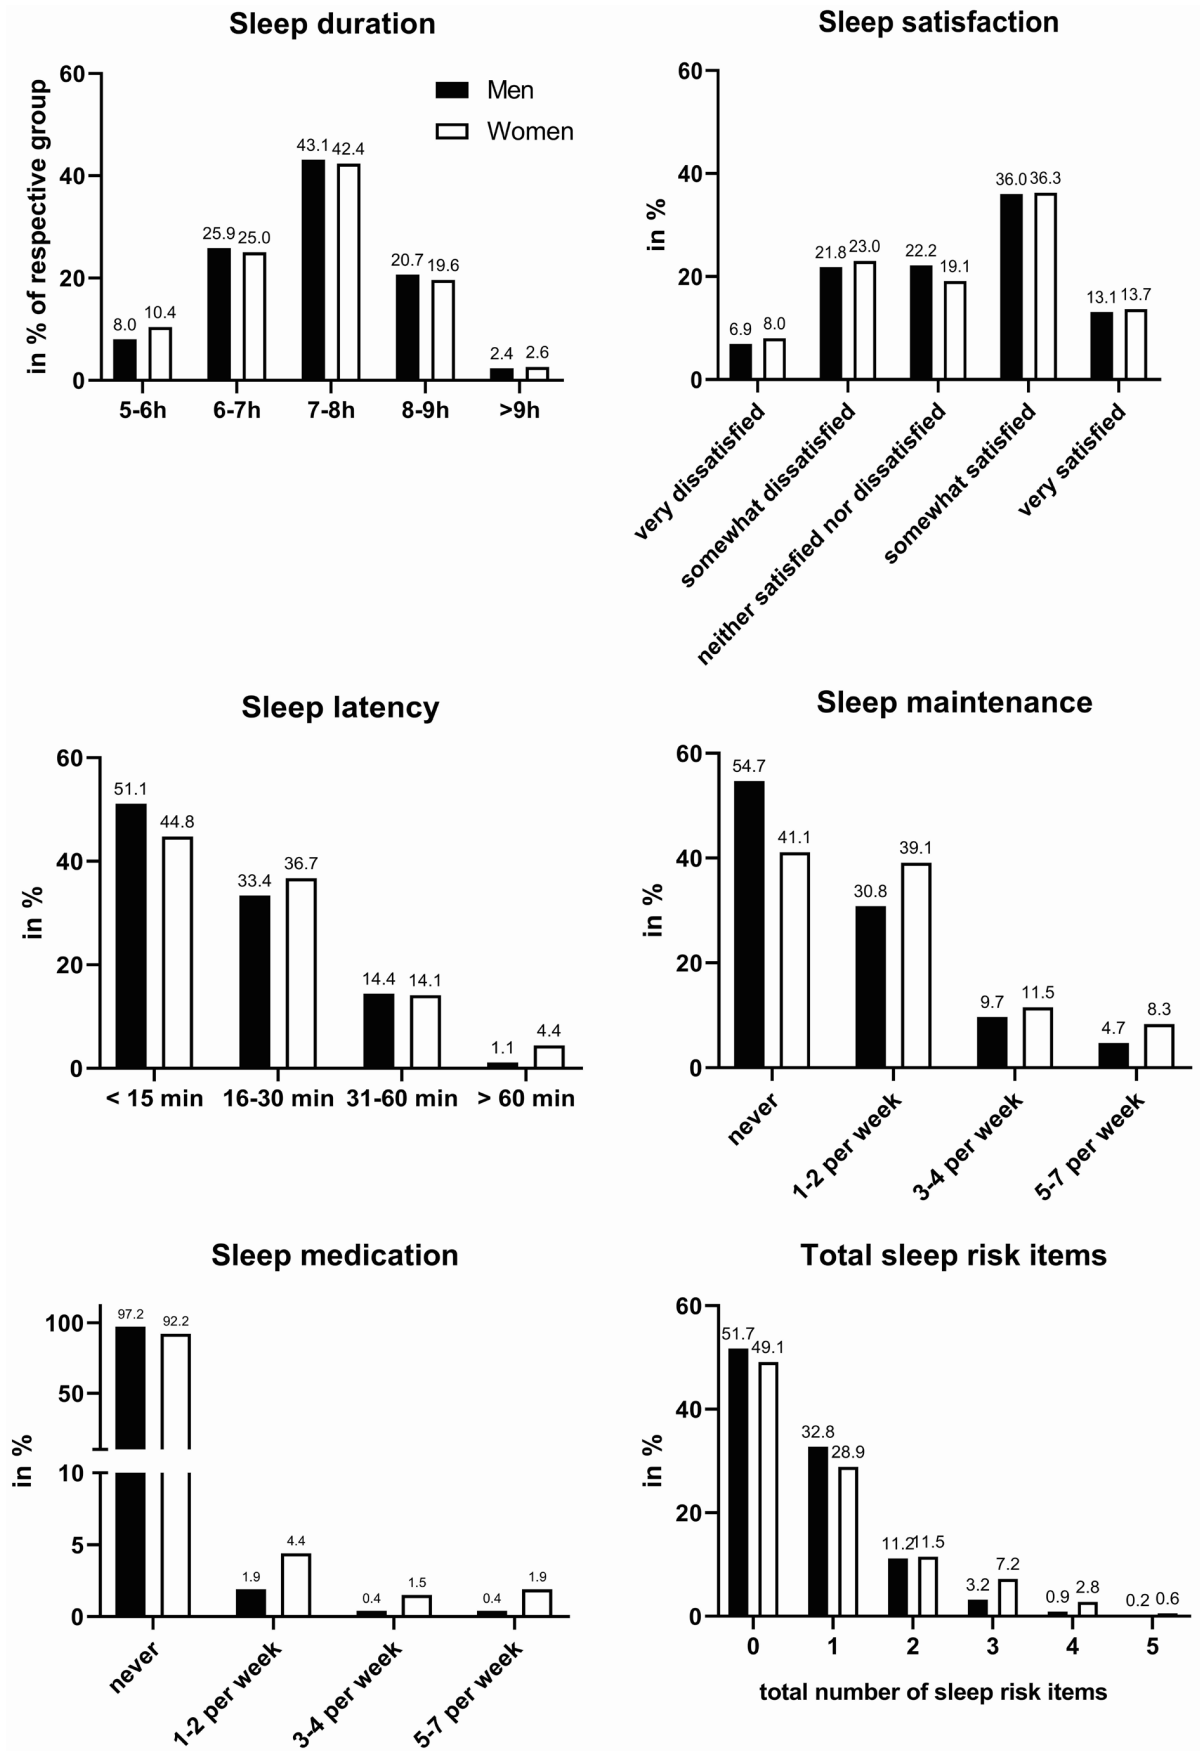 Sleep duration
in % of respective group
60
40
20
0
Men
Women
8.0 10.4 25.9 25.0 43.1 42.4 20.7 19.6 2.4 2.6
5-6h 6-7h 7-8h 8-9h >9h
Sleep satisfaction
in %
60
40
20
0
6.9 8.0 21.8 23.0 22.2 19.1 36.0 36.3 13.1 13.7
very dissatisfied
somewhat dissatisfied
neither satisfied nor dissatisfied
somewhat satisfied
very satisfied
Sleep latency
in %
60
40
20
0
51.1 44.8 33.4 36.7 14.4 14.1 1.1 4.4
< 15 min 16-30 min 31-60 min > 60 min
Sleep maintenance
in %
60
40
20
0
54.7 41.1 30.8 39.1 9.7 11.5 4.7 8.3
never
1-2 per week
3-4 per week
5-7 per week
Sleep medication
in %
100
50
10
5
0
97.2 92.2 1.9 4.4 0.4 1.5 0.4 1.9
never
1-2 per week
3-4 per week
5-7 per week
Total sleep risk items
in %
60
40
20
0
51.7 49.1 32.8 28.9 11.2 11.5 3.2 7.2 0.9 2.8 0.2 0.6
0 1 2 3 4 5
total number of sleep risk items